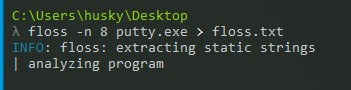 C:\Users\husky\Desktop
λ floss -n 8 putty.exe > floss.txt
INFO: floss: extracting static strings
| analyzing program